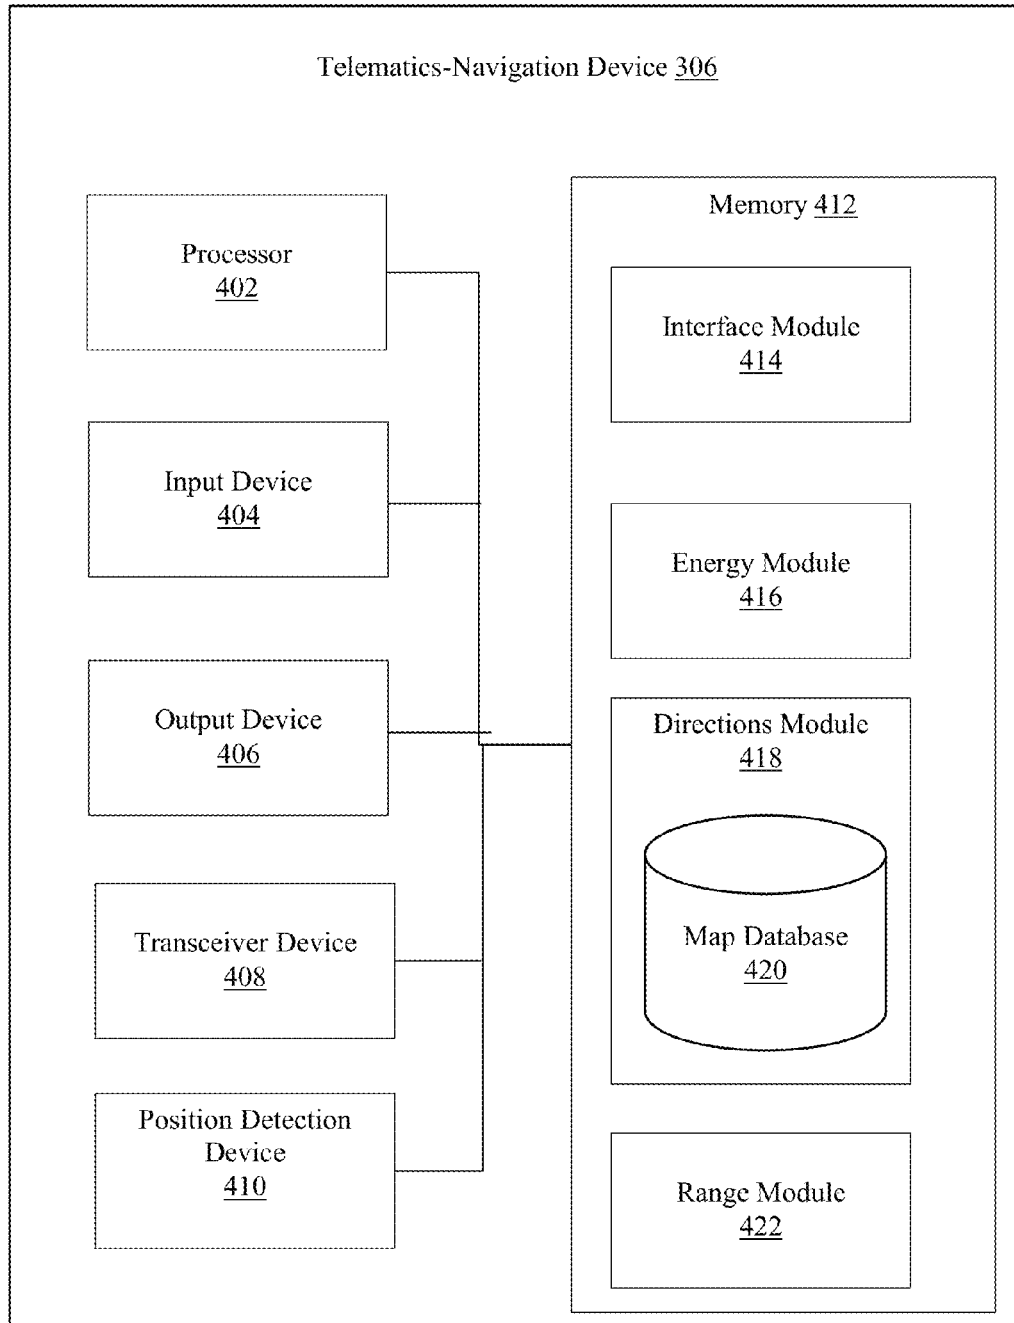 Telematics-Navigation Device 306
Processor
402
Input Device
404
Output Device
406
Transceiver Device
408
Position Detection
Device
410
Memory 412
Interface Module
414
Energy Module
416
Directions Module
418
Map Database
420
Range Module
422